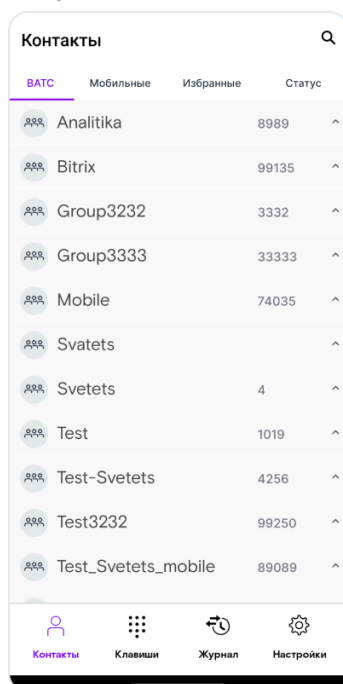 Контакты
ВАТС Мобильные Избранные Статус
Analitika 8989
Bitrix 99135
Group3232 3332
Group3333 33333
Mobile 74035
Svatets
Svetets 4
Test 1019
Test-Svetets 4256
Test3232 99250
Test_Svetets_mobile 89089
Контакты Клавиши Журнал Настройки